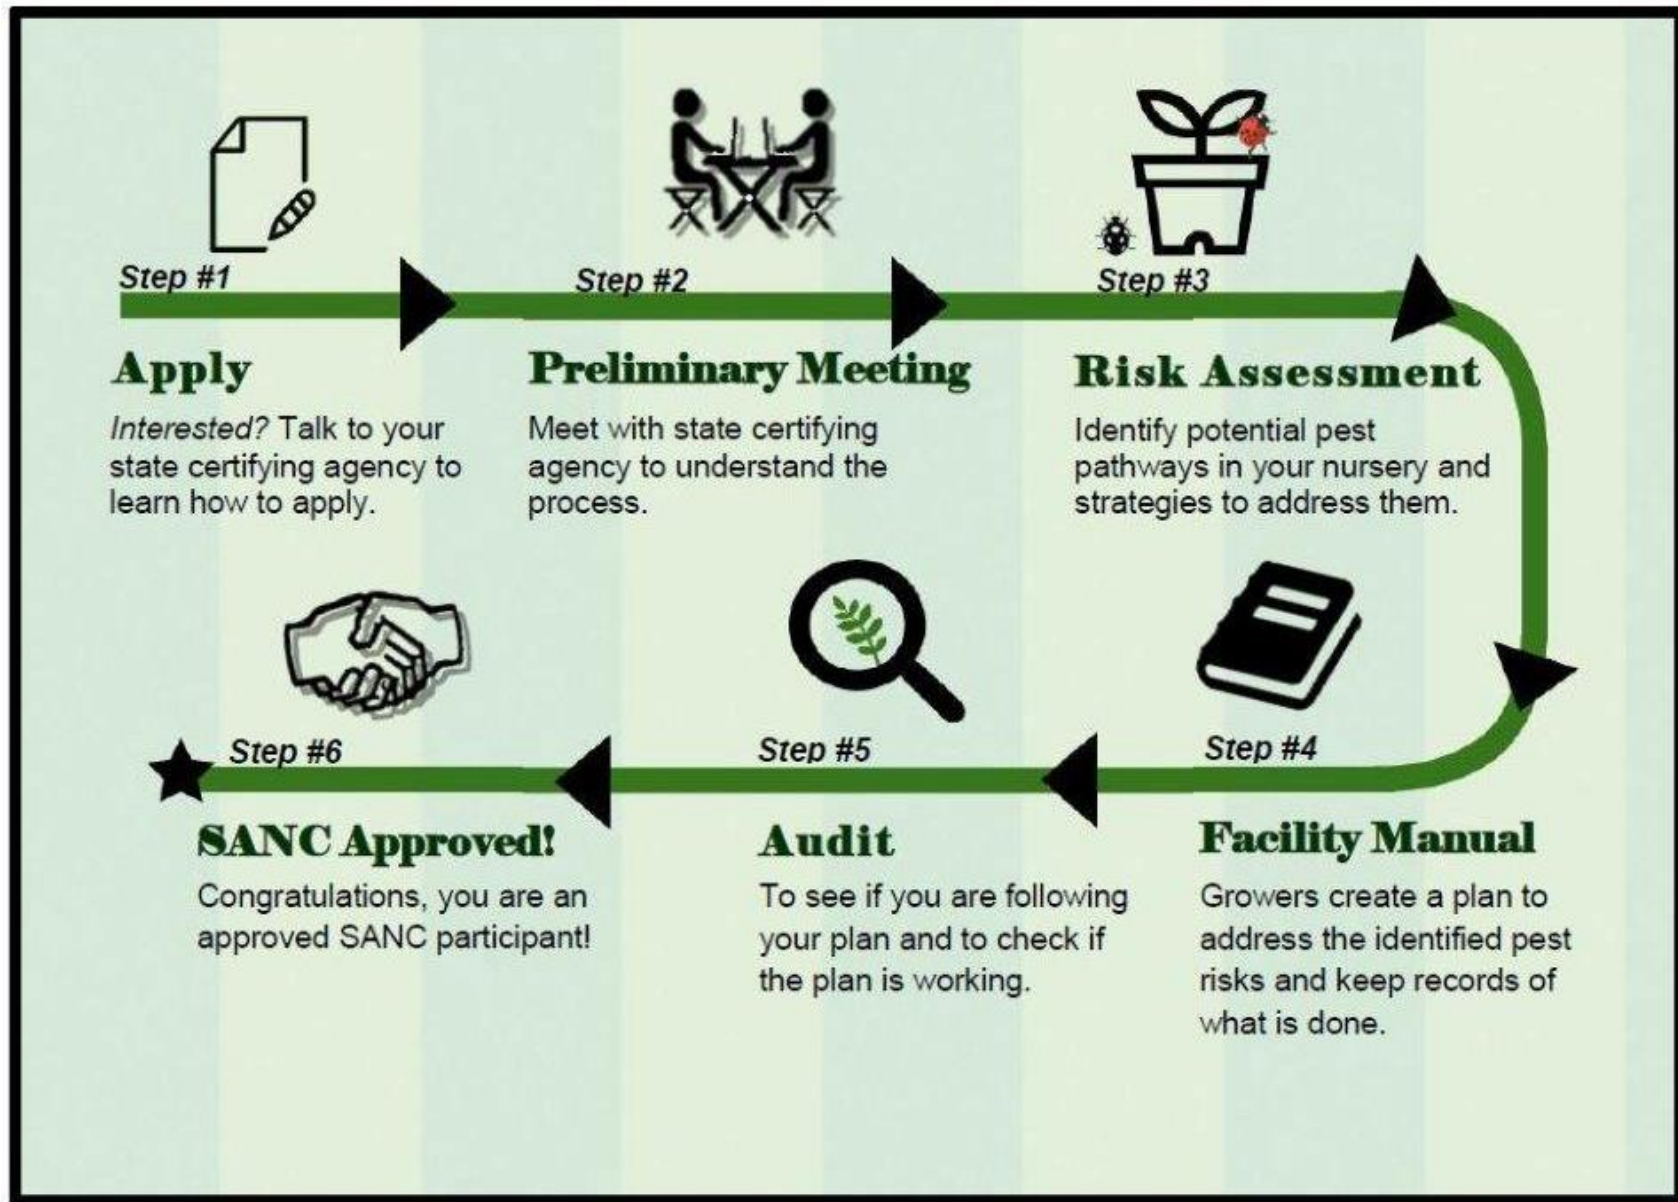 Step #1
Apply
Interested? Talk to your
state certifying agency to
learn how to apply.
Step #2
Preliminary Meeting
Meet with state certifying
agency to understand the
process.
Step #3
Risk Assessment
Identify potential pest
pathways in your nursery and
strategies to address them.
Step #4
Facility Manual
Growers create a plan to
address the identified pest
risks and keep records of
what is done.
Step #5
Audit
To see if you are following
your plan and to check if
the plan is working.
Step #6
SANC Approved!
Congratulations, you are an
approved SANC participant!